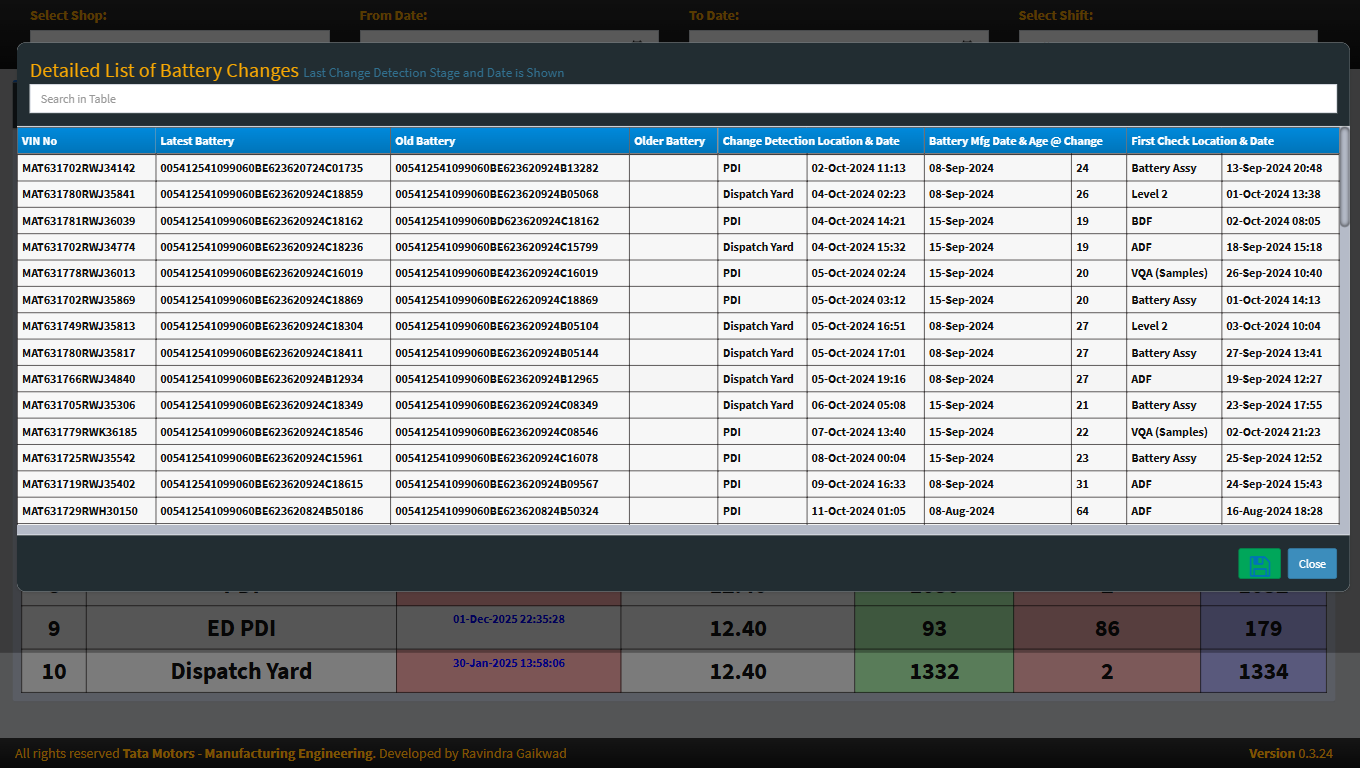 Select Shop: From Date: To Date: Select Shift:
Detailed List of Battery Changes Last Change Detection Stage and Date is Shown
Search in Table
VIN No Latest Battery Old Battery Older Battery Change Detection Location & Date Battery Mfg Date & Age @ Change First Check Location & Date
MAT631702RWJ34142 005412541099060BE623620724C01735 005412541099060BE623620924B13282 PDI 02-Oct-2024 11:13 08-Sep-2024 24 Battery Assy 13-Sep-2024 20:48
MAT631780RWJ35841 005412541099060BE623620924C18859 005412541099060BE623620924B05068 Dispatch Yard 04-Oct-2024 02:23 08-Sep-2024 26 Level 2 01-Oct-2024 13:38
MAT631781RWJ36039 005412541099060BE623620924C18162 005412541099060BD623620924C18162 PDI 04-Oct-2024 14:21 15-Sep-2024 19 BDF 02-Oct-2024 08:05
MAT631702RWJ34774 005412541099060BE623620924C18236 005412541099060BE623620924C15799 Dispatch Yard 04-Oct-2024 15:32 15-Sep-2024 19 ADF 18-Sep-2024 15:18
MAT631778RWJ36013 005412541099060BE623620924C16019 005412541099060BE423620924C16019 PDI 05-Oct-2024 02:24 15-Sep-2024 20 VQA (Samples) 26-Sep-2024 10:40
MAT631702RWJ35869 005412541099060BE623620924C18869 005412541099060BE622620924C18869 PDI 05-Oct-2024 03:12 15-Sep-2024 20 Battery Assy 01-Oct-2024 14:13
MAT631749RWJ35813 005412541099060BE623620924C18304 005412541099060BE623620924B05104 Dispatch Yard 05-Oct-2024 16:51 08-Sep-2024 27 Level 2 03-Oct-2024 10:04
MAT631780RWJ35817 005412541099060BE623620924C18411 005412541099060BE623620924B05144 Dispatch Yard 05-Oct-2024 17:01 08-Sep-2024 27 Battery Assy 27-Sep-2024 13:41
MAT631766RWJ34840 005412541099060BE623620924B12934 005412541099060BE623620924B12965 Dispatch Yard 05-Oct-2024 19:16 08-Sep-2024 27 ADF 19-Sep-2024 12:27
MAT631705RWJ35306 005412541099060BE623620924C18349 005412541099060BE623620924C08349 Dispatch Yard 06-Oct-2024 05:08 15-Sep-2024 21 Battery Assy 23-Sep-2024 17:55
MAT631779RWK36185 005412541099060BE623620924C18546 005412541099060BE623620924C08546 PDI 07-Oct-2024 13:40 15-Sep-2024 22 VQA (Samples) 02-Oct-2024 21:23
MAT631725RWJ35542 005412541099060BE623620924C15961 005412541099060BE623620924C16078 PDI 08-Oct-2024 00:04 15-Sep-2024 23 Battery Assy 25-Sep-2024 12:52
MAT631719RWJ35402 005412541099060BE623620924C18615 005412541099060BE623620924B09567 PDI 09-Oct-2024 16:33 08-Sep-2024 31 ADF 24-Sep-2024 15:43
MAT631729RWH30150 005412541099060BE623620824B50186 005412541099060BE623620824B50324 PDI 11-Oct-2024 01:05 08-Aug-2024 64 ADF 16-Aug-2024 18:28
Close
9 ED PDI 01-Dec-2025 22:35:28 12.40 93 86 179
10 Dispatch Yard 30-Jan-2025 13:58:06 12.40 1332 2 1334
All rights reserved Tata Motors - Manufacturing Engineering. Developed by Ravindra Gaikwad Version 0.3.24